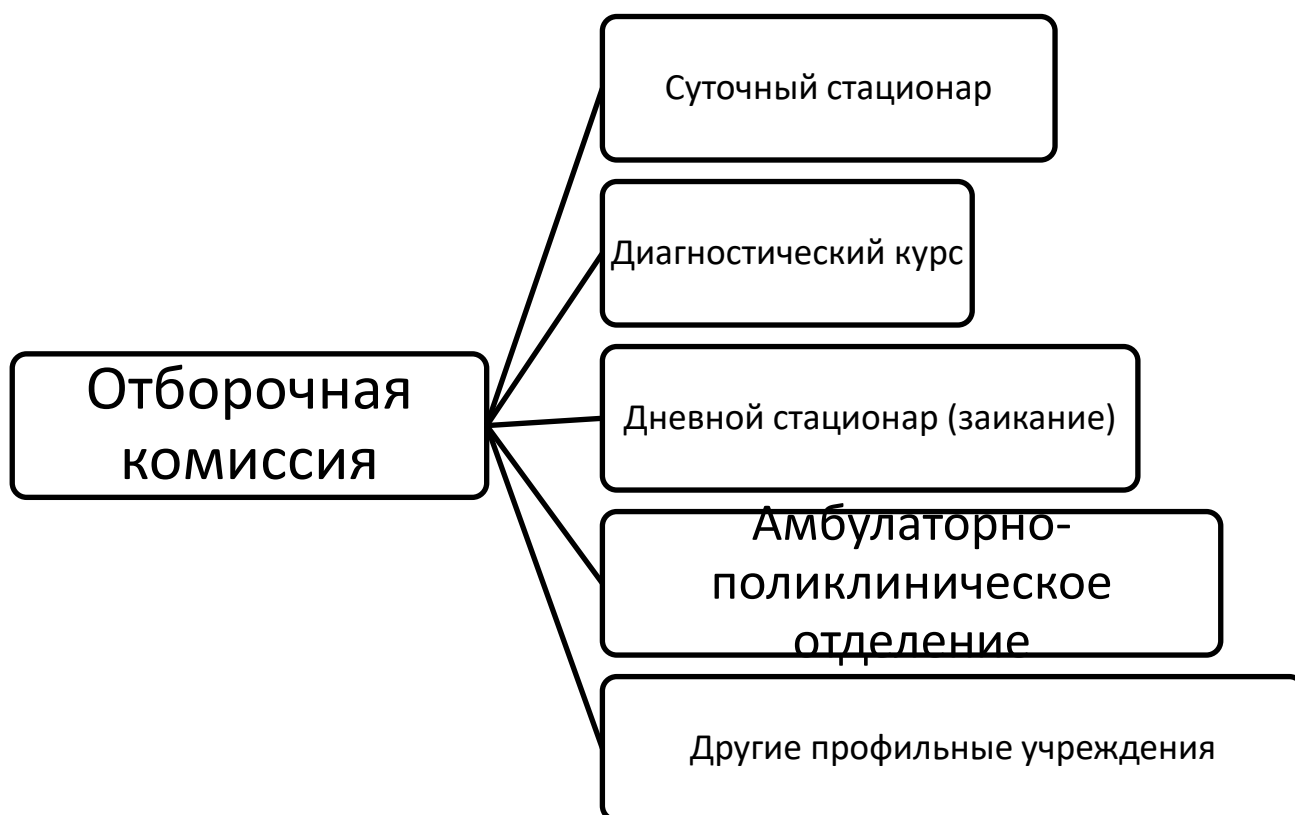 Суточный стационар
Диагностический курс
Отборочная
комиссия
Дневной стационар (заикание)
Амбулаторно-
поликлиническое
отделение
Другие профильные учреждения